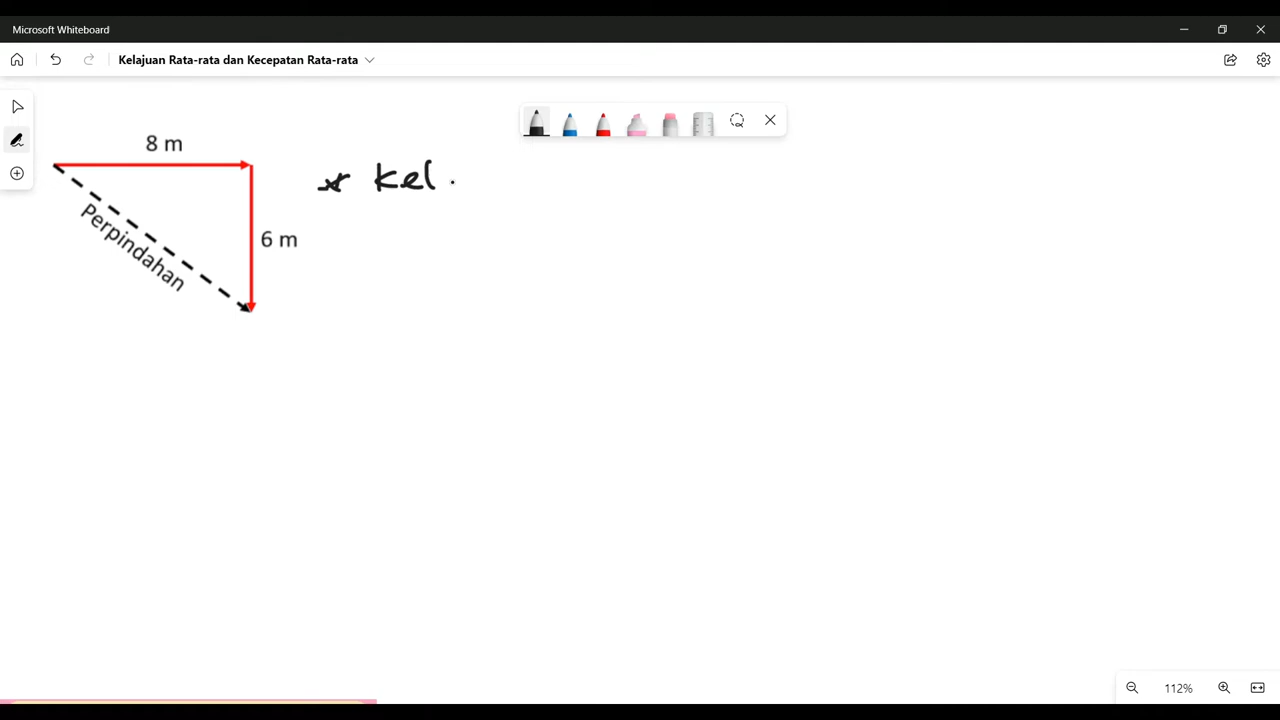 Microsoft Whiteboard
Kelajuan Rata-rata dan Kecepatan Rata-rata
8 m
* Kel
6 m
Perpindahan
112%